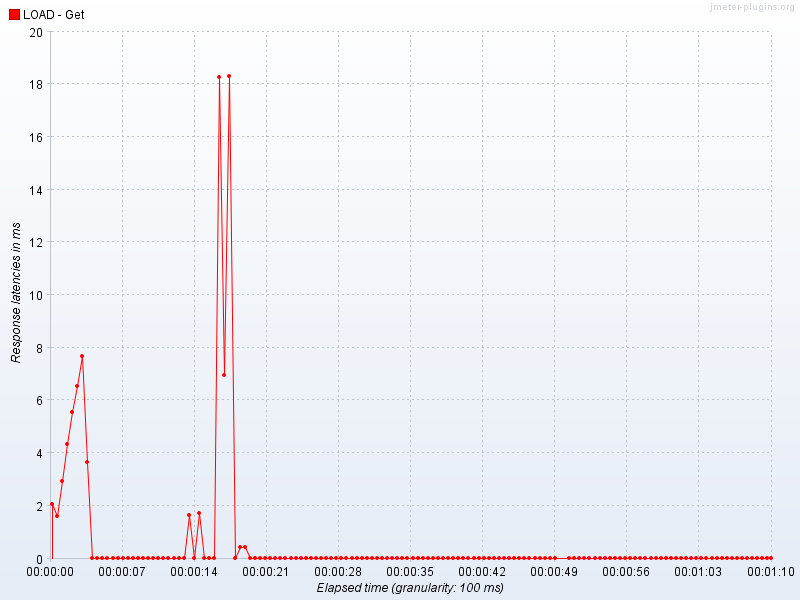 LOAD - Get
jmeter-plugins.org
20
18
16
14
12
10
8
6
4
2
0
Response latencies in ms
00:00:00 00:00:07 00:00:14 00:00:21 00:00:28 00:00:35 00:00:42 00:00:49 00:00:56 00:01:03 00:01:10
Elapsed time (granularity: 100 ms)